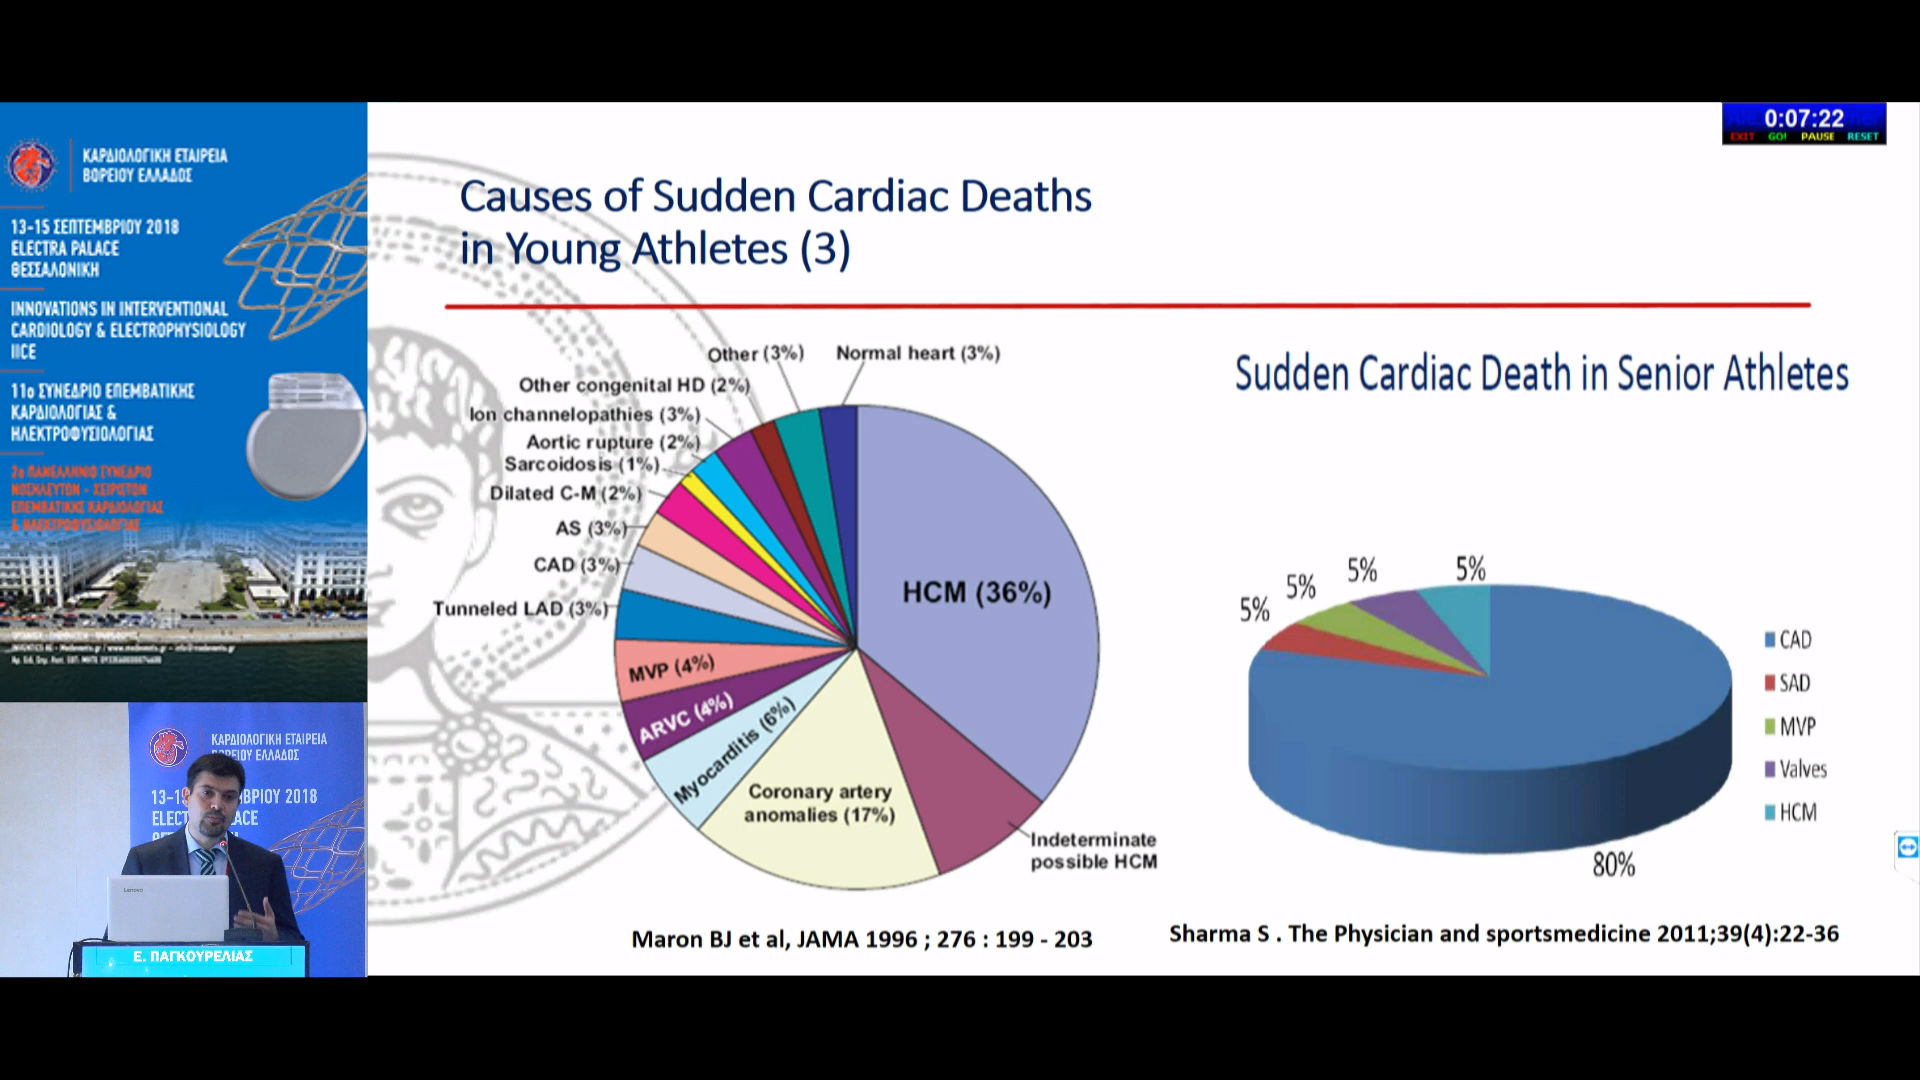 ΚΑΡΔΙΟΛΟΓΙΚΗ ΕΤΑΙΡΕΙΑ
ΒΟΡΕΙΟΥ ΕΛΛΑΔΟΣ
13-15 ΣΕΠΤΕΜΒΡΙΟΥ 2018
ELECTRA PALACE
ΘΕΣΣΑΛΟΝΙΚΗ
INNOVATIONS IN INTERVENTIONAL
CARDIOLOGY & ELECTROPHYSIOLOGY
IICE
11ο ΣΥΝΕΔΡΙΟ ΕΠΕΜΒΑΤΙΚΗΣ
ΚΑΡΔΙΟΛΟΓΙΑΣ &
ΗΛΕΚΤΡΟΦΥΣΙΟΛΟΓΙΑΣ
2ο ΠΑΝΕΛΛΗΝΙΟ ΣΥΝΕΔΡΙΟ
ΝΟΣΗΛΕΥΤΩΝ - ΧΕΙΡΙΣΤΩΝ
ΕΠΕΜΒΑΤΙΚΗΣ ΚΑΡΔΙΟΛΟΓΙΑΣ
& ΗΛΕΚΤΡΟΦΥΣΙΟΛΟΓΙΑΣ
ΚΑΡΔΙΟΛΟΓΙΚΗ ΕΤΑΙΡΕΙΑ
ΒΟΡΕΙΟΥ ΕΛΛΑΔΟΣ
Lenovo
Ε. ΠΑΓΚΟΥΡΕΛΙΑΣ
0:07:22
EXIT GO! PAUSE RESET
Causes of Sudden Cardiac Deaths
in Young Athletes (3)
Other (3%)
Normal heart (3%)
Other congenital HD (2%)
Ion channelopathies (3%)
Aortic rupture (2%)
Sarcoidosis (1%)
Dilated C-M (2%)
AS (3%)
CAD (3%)
Tunneled LAD (3%)
MVP (4%)
ARVC (4%)
Myocarditis (6%)
Coronary artery
anomalies (17%)
HCM (36%)
Indeterminate
possible HCM
Maron BJ et al, JAMA 1996 ; 276 : 199 - 203
Sudden Cardiac Death in Senior Athletes
5%
5%
5%
5%
80%
CAD
SAD
MVP
Valves
HCM
Sharma S . The Physician and sportsmedicine 2011;39(4):22-36